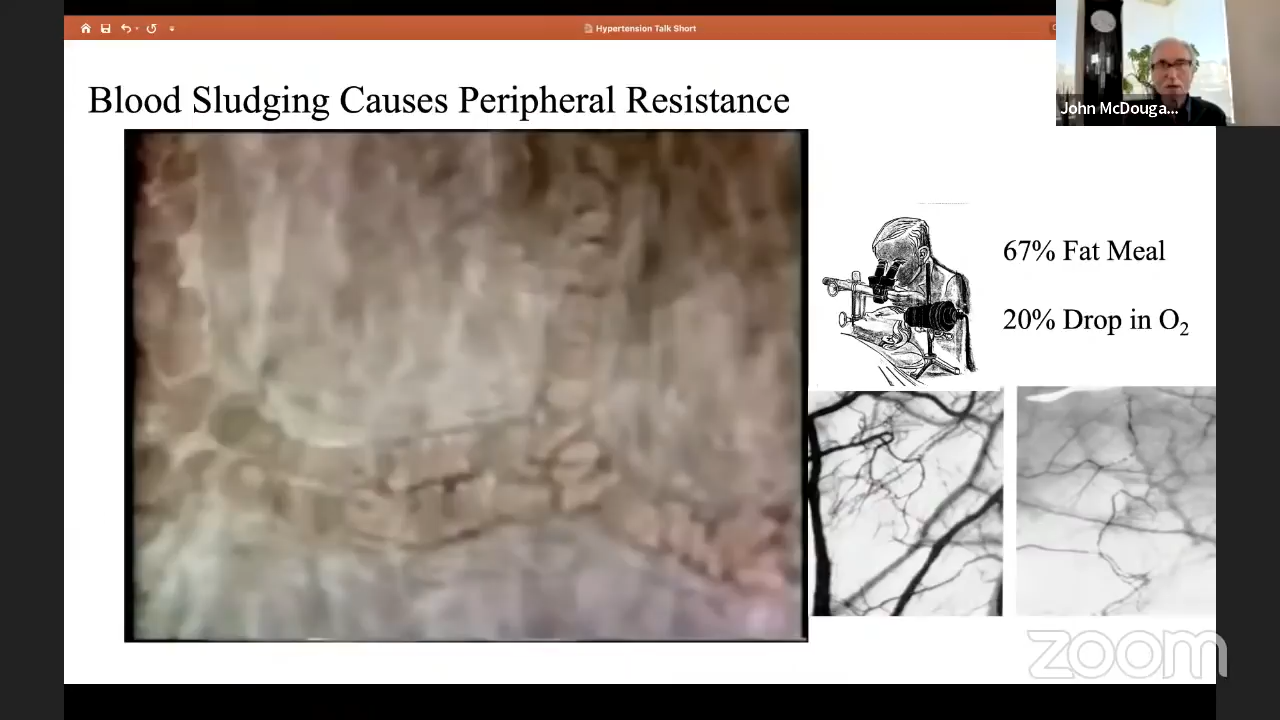 Hypertension Talk Short
John McDouga...
Blood Sludging Causes Peripheral Resistance
67% Fat Meal
20% Drop in O₂
zoom